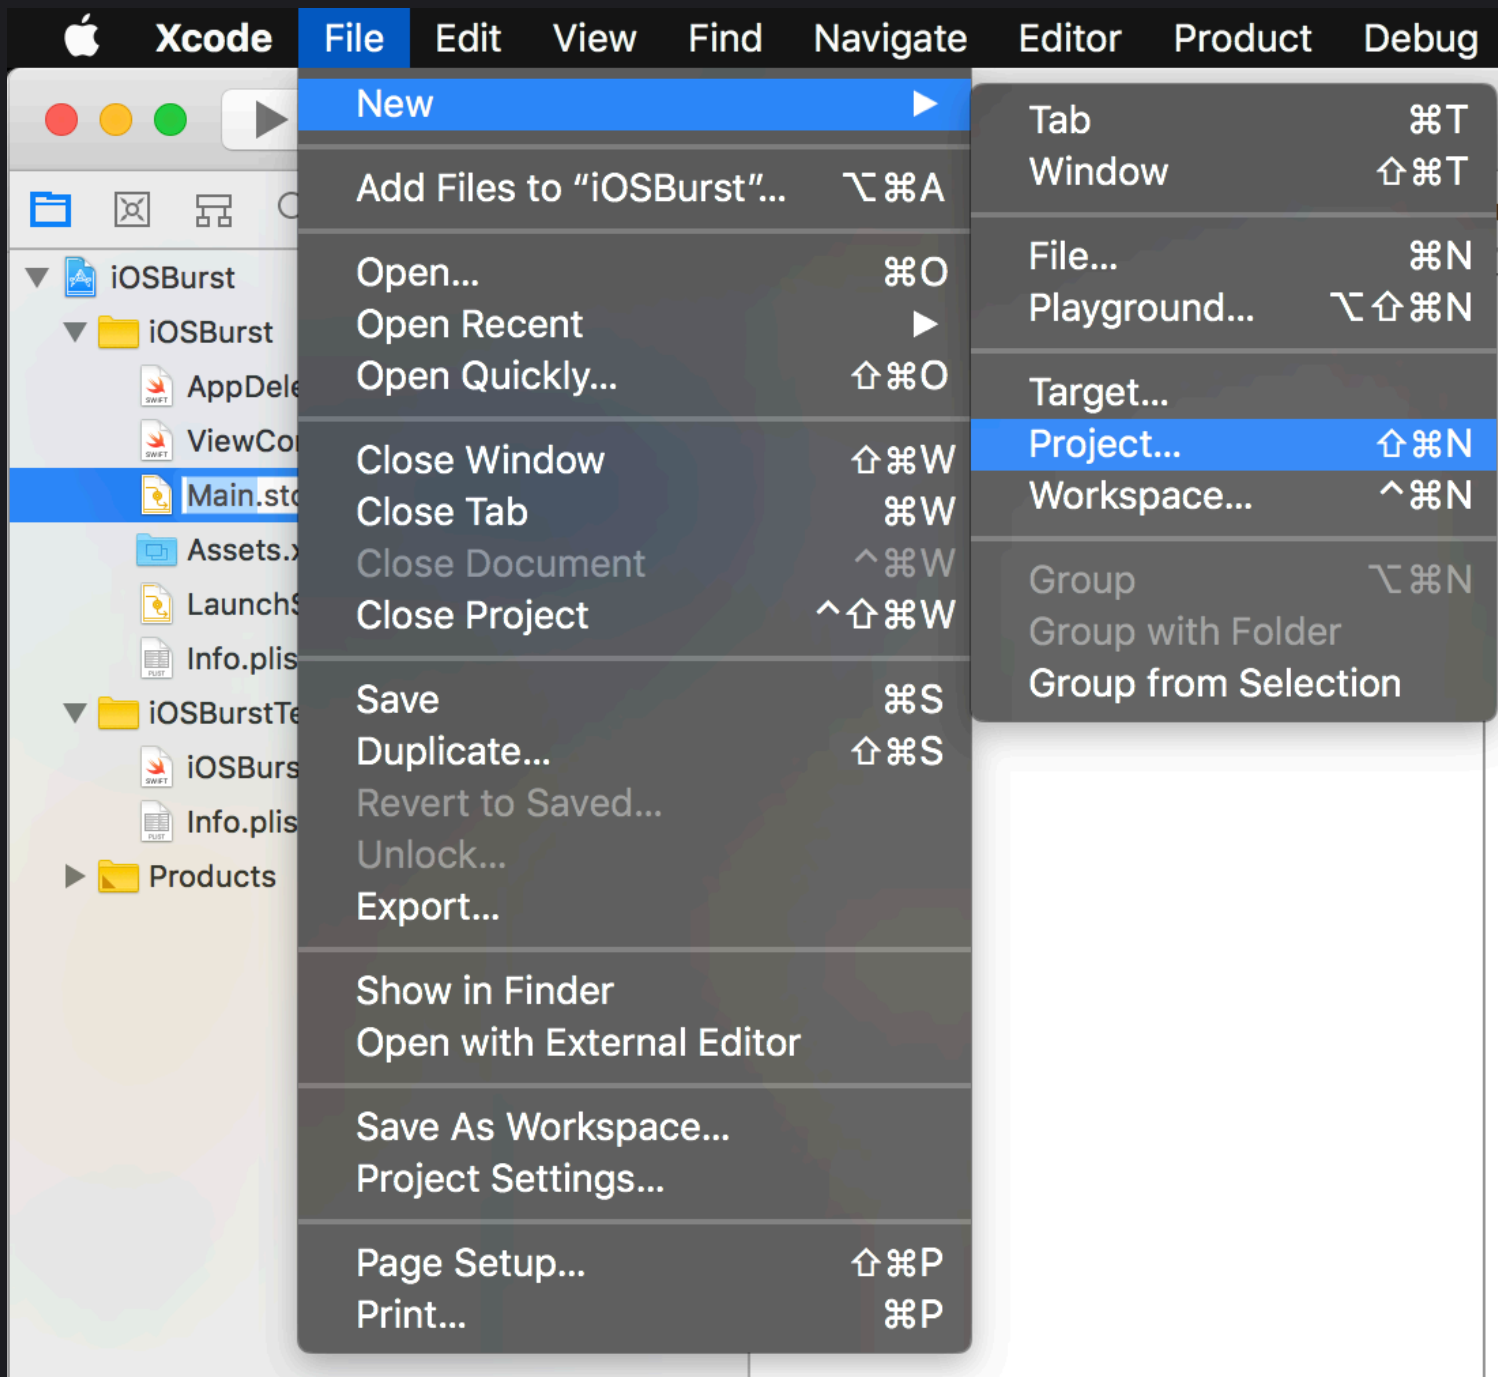 Xcode File Edit View Find Navigate Editor Product Debug
New
Add Files to “iOSBurst”... ⌥⌘A
Open... ⌘O
Open Recent
Open Quickly... ⇧⌘O
Close Window ⇧⌘W
Close Tab ⌘W
Close Document ^⌘W
Close Project ^⇧⌘W
Save ⌘S
Duplicate... ⇧⌘S
Revert to Saved...
Unlock...
Export...
Show in Finder
Open with External Editor
Save As Workspace...
Project Settings...
Page Setup... ⇧⌘P
Print... ⌘P
Tab ⌘T
Window ⇧⌘T
File... ⌘N
Playground... ⌥⇧⌘N
Target...
Project... ⇧⌘N
Workspace... ^⌘N
Group ⌥⌘N
Group with Folder
Group from Selection
iOSBurst
iOSBurst
AppDele
ViewCo
Main.sto
Assets.x
LaunchS
Info.plis
iOSBurstTe
iOSBurs
Info.plis
Products